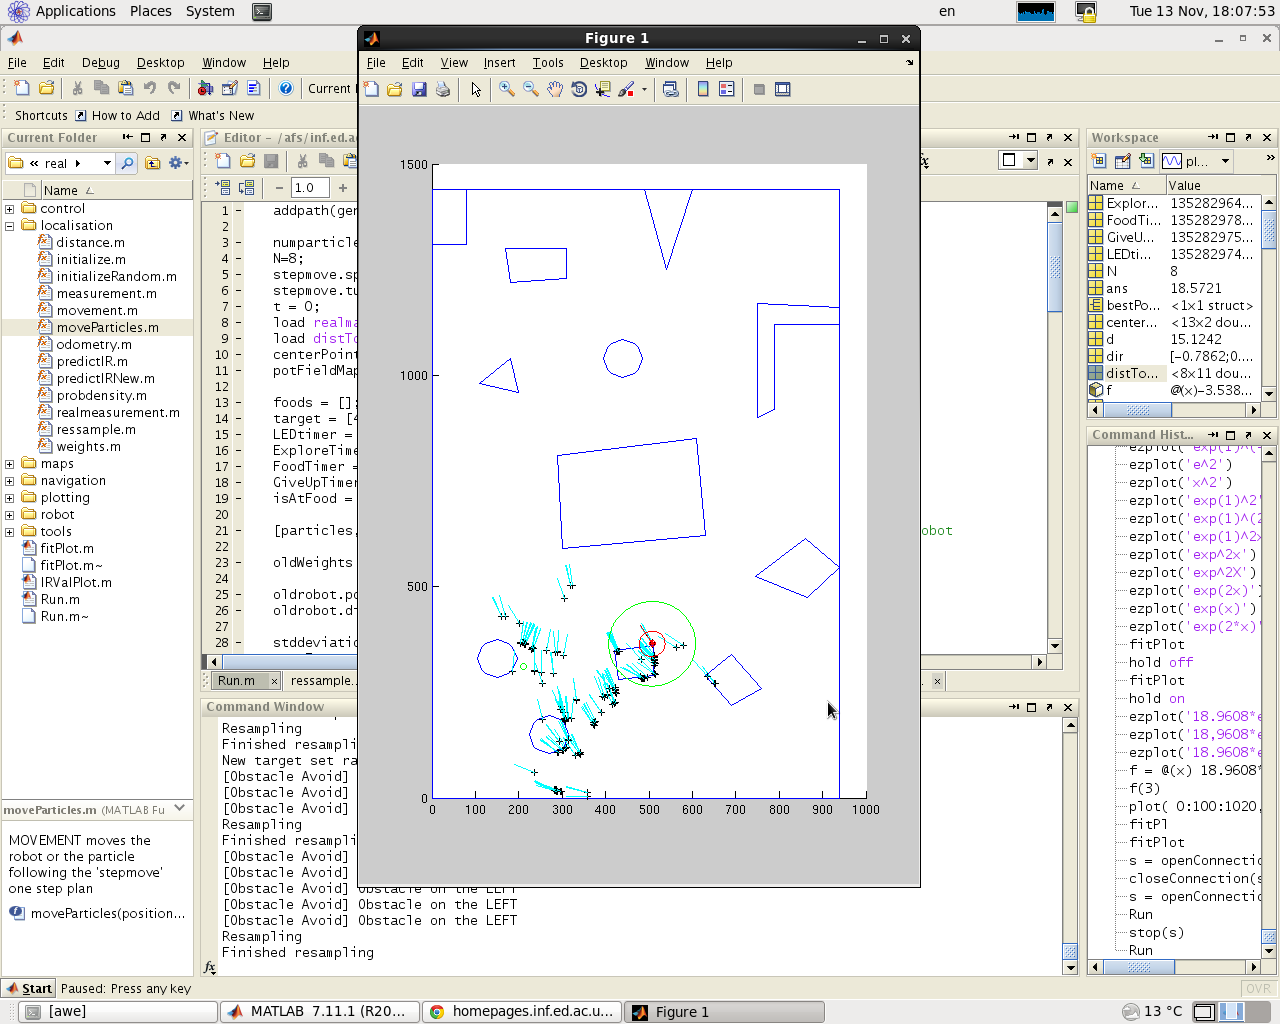 Applications Places System en Tue 13 Nov, 18:07:53
Figure 1
File Edit Debug Desktop Window Help
File Edit View Insert Tools Desktop Window Help
Shortcuts How to Add What's New
Current Folder
« real
Name
control
localisation
distance.m
initialize.m
initializeRandom.m
measurement.m
movement.m
moveParticles.m
odometry.m
predictIR.m
predictIRNew.m
probdensity.m
realmeasurement.m
ressample.m
weights.m
maps
navigation
plotting
robot
tools
fitPlot.m
fitPlot.m~
IRValPlot.m
Run.m
Run.m~
moveParticles.m (MATLAB Fu
MOVEMENT moves the
robot or the particle
following the 'stepmove'
one step plan
moveParticles(position...
Editor - /afs/inf.ed.a
1.0
1 addpath(ge
2
3 numparticle
4 N=8;
5 stepmove.sp
6 stepmove.tu
7 t = 0;
8 load realma
9 load distTo
10 centerPoint
11 potFieldMap
12
13 foods = [];
14 target = [4
15 LEDtimer =
16 ExploreTime
17 FoodTimer =
18 GiveUpTimer
19 isAtFood =
20
21 [particles, obot
22
23 oldWeights
24
25 oldrobot.po
26 oldrobot.di
27
28 stddeviatio
Run.m × ressample. ×
1500
1000
500
0
0 100 200 300 400 500 600 700 800 900 1000
Command Window
Resampling
Finished resampli
New target set ra
[Obstacle Avoid]
[Obstacle Avoid]
[Obstacle Avoid]
Resampling
Finished resampli
[Obstacle Avoid]
[Obstacle Avoid]
[Obstacle Avoid] Obstacle on the LEFT
[Obstacle Avoid] Obstacle on the LEFT
[Obstacle Avoid] Obstacle on the LEFT
Resampling
Finished resampling
Workspace
pl...
Name Value
Explor... 135282964...
FoodTi... 135282978...
GiveU... 135282975...
LEDti... 135282974...
N 8
ans 18.5721
bestPo... <1x1 struct>
center... <13x2 dou...
d 15.1242
dir [-0.7862;0....
distTo... <8x11 dou...
f @(x)-3.538...
Command Hist...
ezplot('exp(1)^(-
ezplot('e^2')
ezplot('x^2')
ezplot('exp(1)^2'
ezplot('exp(1)^(2
ezplot('exp(1)^2x
ezplot('exp^2x')
ezplot('exp^2X')
ezplot('exp(2x)')
ezplot('exp(x)')
ezplot('exp(2*x)'
fitPlot
hold off
fitPlot
hold on
ezplot('18.9608*e
ezplot('18,9608*e
ezplot('18.9608*e
f = @(x) 18.9608*
f(3)
plot( 0:100:1020,
fitPl
fitPlot
s = openConnectio
closeConnection(s
s = openConnectio
Run
stop(s)
Run
Start Paused: Press any key OVR
[awe] MATLAB 7.11.1 (R20... homepages.inf.ed.ac.u... Figure 1 13 °C